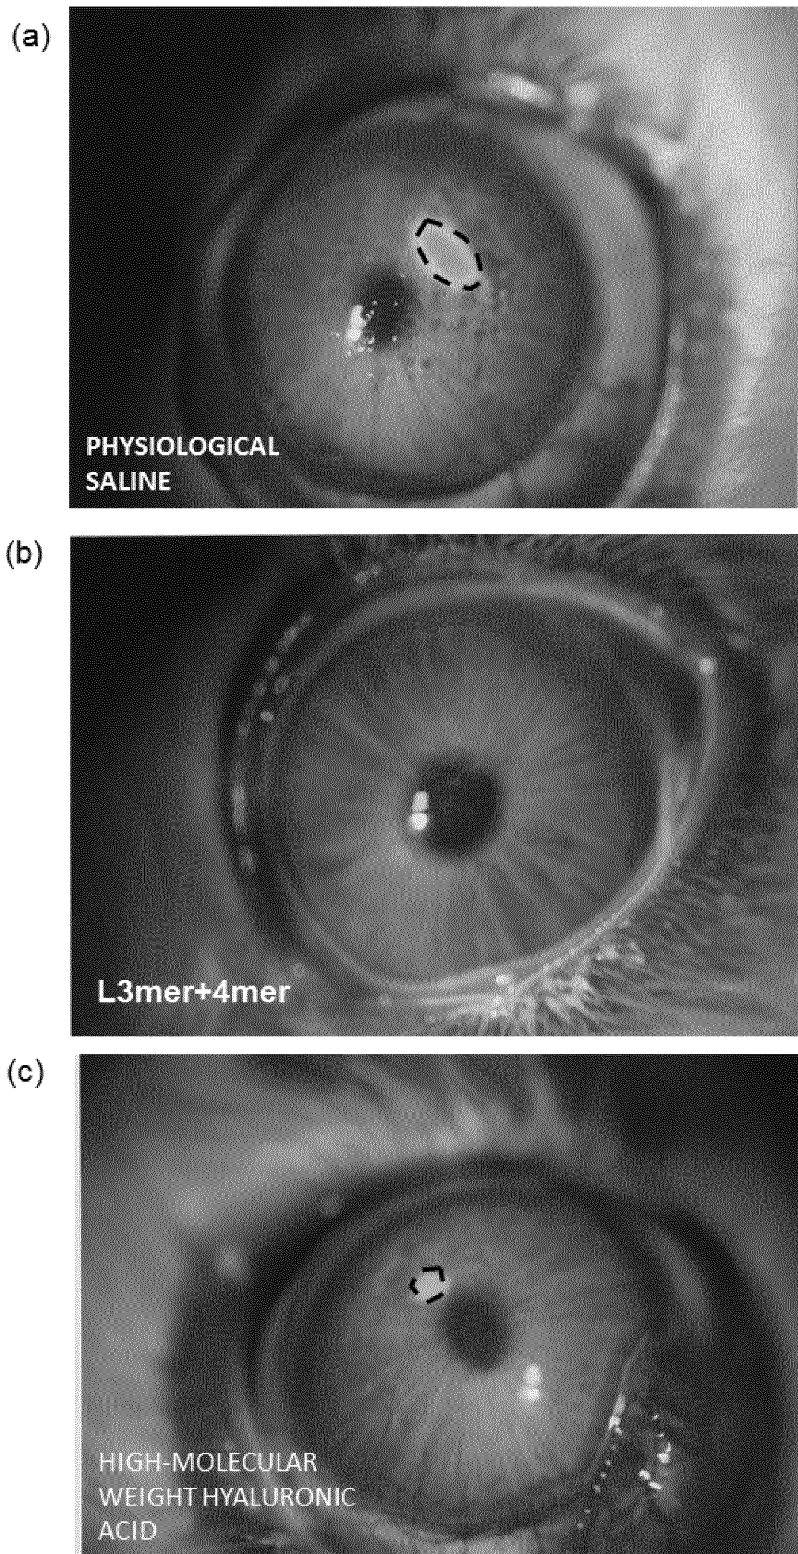 (a)
PHYSIOLOGICAL
SALINE
(b)
L3mer+4mer
(c)
HIGH-MOLECULAR
WEIGHT HYALURONIC
ACID